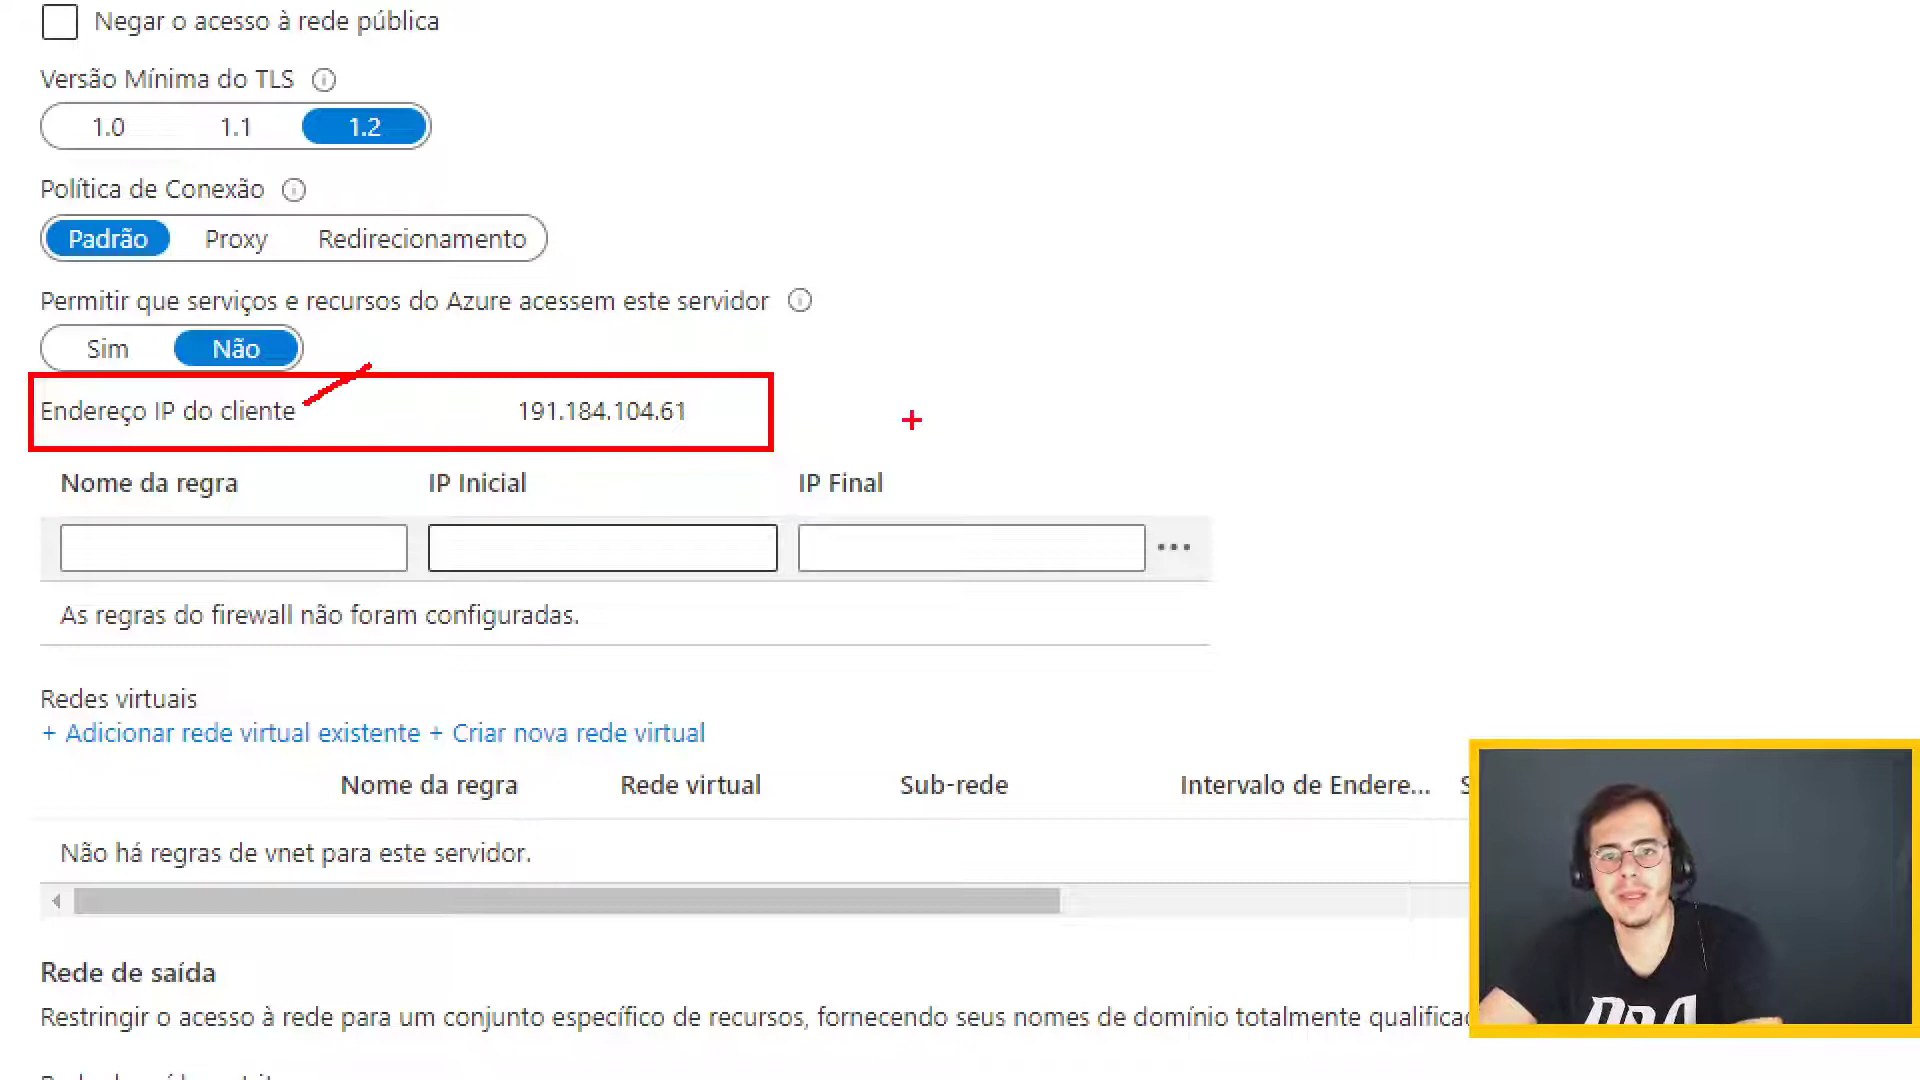 Negar o acesso à rede pública
Versão Mínima do TLS
1.0 1.1 1.2
Política de Conexão
Padrão Proxy Redirecionamento
Permitir que serviços e recursos do Azure acessem este servidor
Sim Não
Endereço IP do cliente 191.184.104.61
Nome da regra IP Inicial IP Final
As regras do firewall não foram configuradas.
Redes virtuais
+ Adicionar rede virtual existente + Criar nova rede virtual
Nome da regra Rede virtual Sub-rede Intervalo de Endere... S
Não há regras de vnet para este servidor.
Rede de saída
Restringir o acesso à rede para um conjunto específico de recursos, fornecendo seus nomes de domínio totalmente qualificad